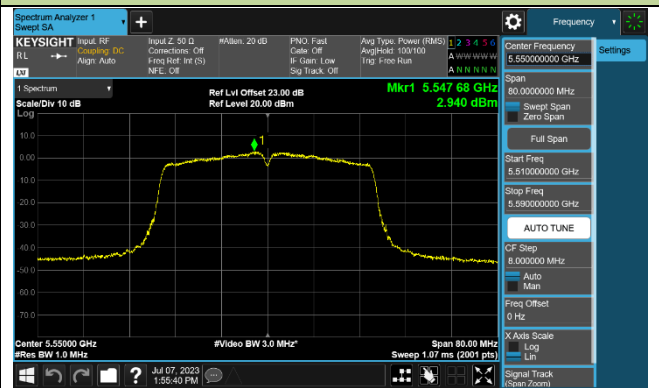 Spectrum Analyzer 1
Swept SA
Frequency
KEYSIGHT
RL
LXI
Input: RF
Coupling: DC
Align: Auto
Input Z: 50 Ω
Corrections: Off
Freq Ref: Int (S)
NFE: Off
#Atten: 20 dB
PNO: Fast
Gate: Off
IF Gain: Low
Sig Track: Off
Avg Type: Power (RMS)
Avg|Hold: 100/100
Trig: Free Run
1 2 3 4 5 6
A W W W W W
A N N N N N
1 Spectrum
Scale/Div 10 dB
Log
Ref Lvl Offset 23.00 dB
Ref Level 20.00 dBm
Mkr1 5.547 68 GHz
2.940 dBm
1
10.0
0.00
-10.0
-20.0
-30.0
-40.0
-50.0
-60.0
-70.0
Center 5.55000 GHz
#Res BW 1.0 MHz
#Video BW 3.0 MHz*
Span 80.00 MHz
Sweep 1.07 ms (2001 pts)
Center Frequency
5.550000000 GHz
Settings
Span
80.0000000 MHz
Swept Span
Zero Span
Full Span
Start Freq
5.510000000 GHz
Stop Freq
5.590000000 GHz
AUTO TUNE
CF Step
8.000000 MHz
Auto
Man
Freq Offset
0 Hz
X Axis Scale
Log
Lin
Signal Track
(Span Zoom)
?
Jul 07, 2023
1:55:40 PM